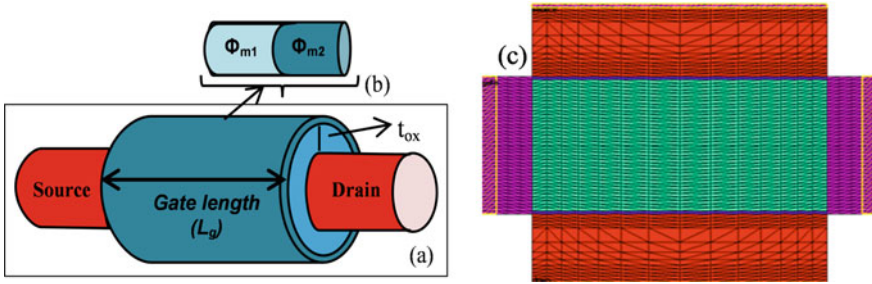 Φm1 Φm2
(b)
(c)
tox
Source
Gate length
(Lg)
Drain
(a)